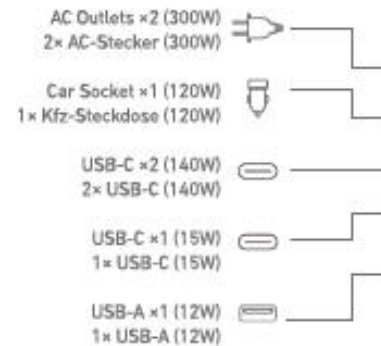 AC Outlets ×2 (300W)
2× AC-Stecker (300W)
Car Socket ×1 (120W)
1× Kfz-Steckdose (120W)
USB-C ×2 (140W)
2× USB-C (140W)
USB-C ×1 (15W)
1× USB-C (15W)
USB-A ×1 (12W)
1× USB-A (12W)